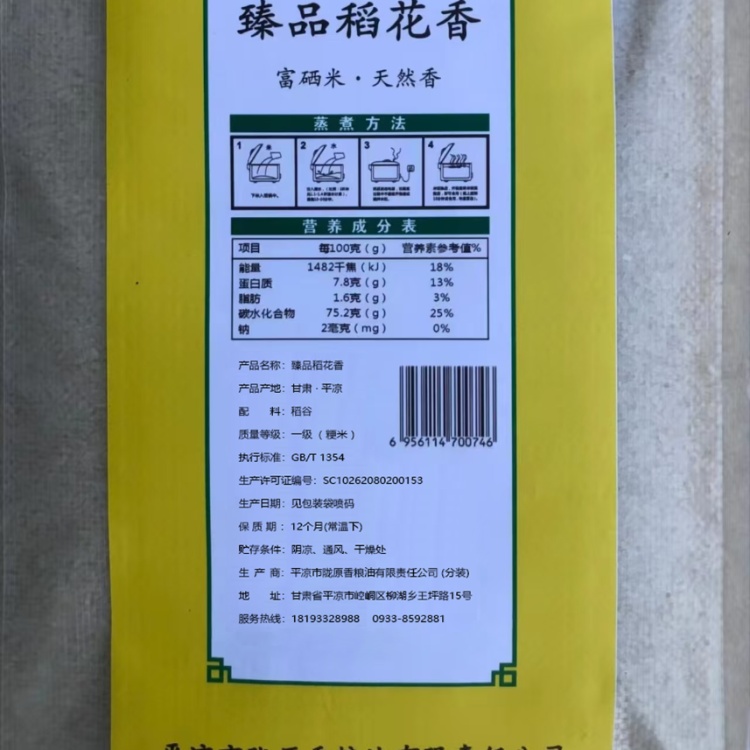 臻品稻花香
富硒米·天然香
蒸煮方法
1 2 3 4
米 水
营养成分表
项目 每100克（g） 营养素参考值%
能量 1482千焦（kJ） 18%
蛋白质 7.8克（g） 13%
脂肪 1.6克（g） 3%
碳水化合物 75.2克（g） 25%
钠 2毫克（mg） 0%
产品名称：臻品稻花香
产品产地：甘肃·平凉
配 料：稻谷
质量等级：一级（粳米）
执行标准：GB/T 1354
生产许可证编号：SC10262080200153
生产日期：见包装袋喷码
保 质 期：12个月(常温下)
贮存条件：阴凉、通风、干燥处
生 产 商：平凉市陇原香粮油有限责任公司 (分装)
地 址：甘肃省平凉市崆峒区柳湖乡王坪路15号
服务热线：18193328988 0933-8592881
6 956114 700746